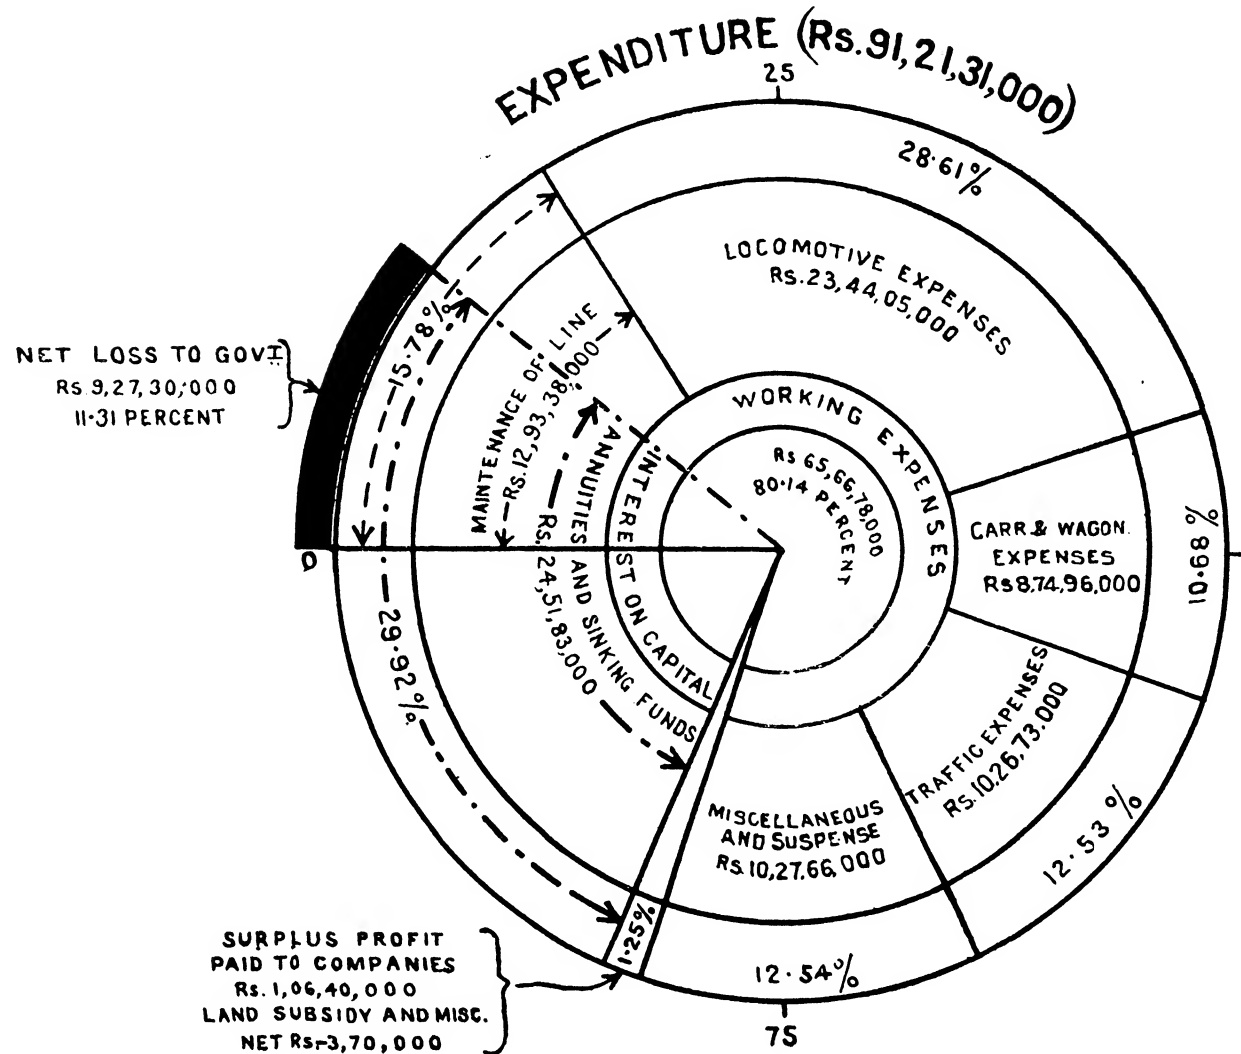 EXPENDITURE (Rs.91,21,31,000)
25
28·61%
LOCOMOTIVE EXPENSES
Rs.23,44,05,000
15·78%
MAINTENANCE OF LINE
Rs.12,93,38,000
NET LOSS TO GOVT
Rs 9,27,30,000
11·31 PERCENT
WORKING EXPENSES
Rs 65,66,78,000
80·14 PERCENT
CARR. & WAGON.
EXPENSES
Rs 8,74,96,000
10·68 %
0
29·92%
INTEREST ON CAPITAL
ANNUITIES AND SINKING FUNDS
Rs. 24,51,83,000
TRAFFIC EXPENSES
Rs.10,26,73.000
12·53 %
MISCELLANEOUS
AND SUSPENSE
Rs.10,27.66,000
12·54%
1·25%
SURPLUS PROFIT
PAID TO COMPANIES
Rs. 1,06,40,000
LAND SUBSIDY AND MISC.
NET Rs-3,70,000
75